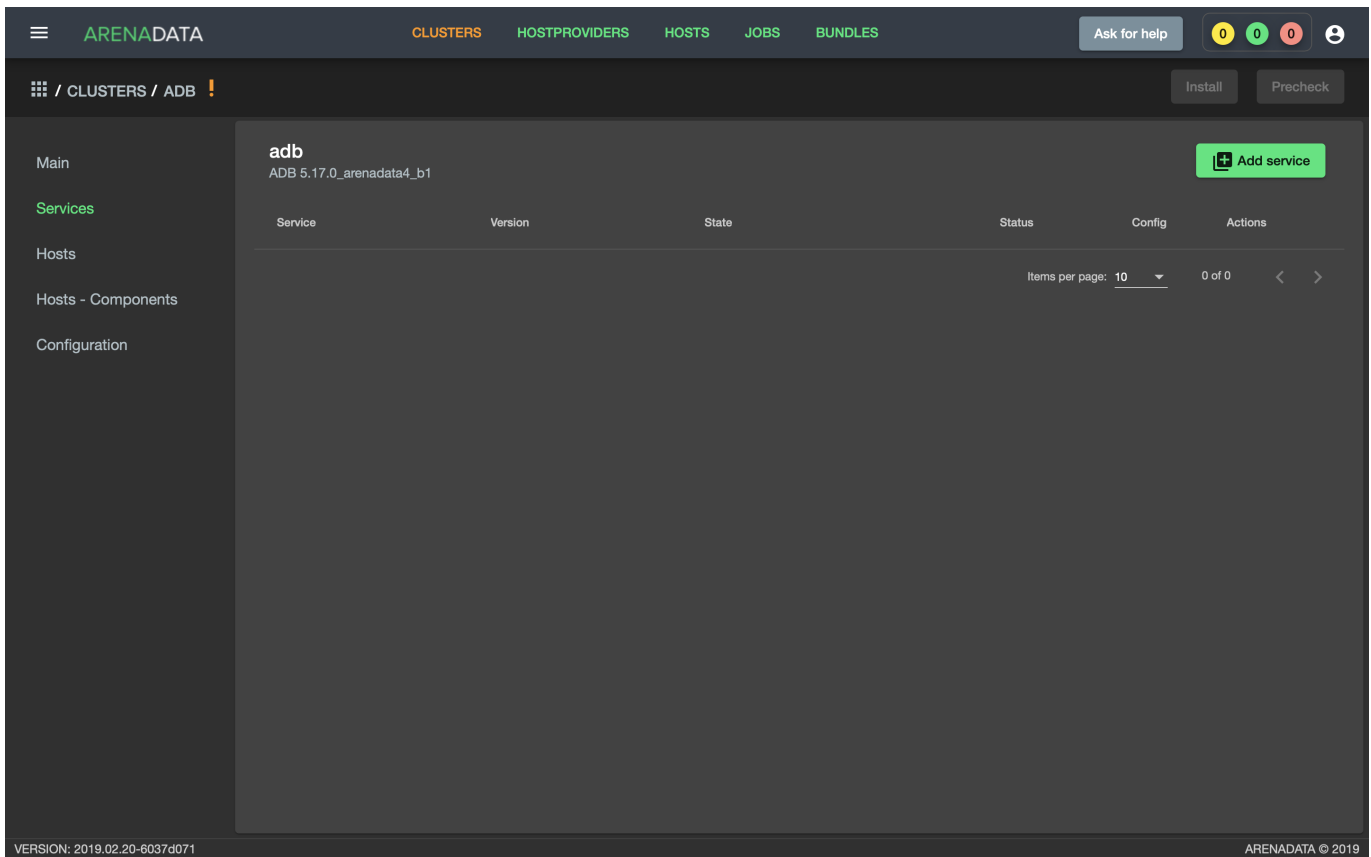 ARENADATA CLUSTERS HOSTPROVIDERS HOSTS JOBS BUNDLES Ask for help 0 0 0
/ CLUSTERS / ADB ! Install Precheck
Main
Services
Hosts
Hosts - Components
Configuration
adb
ADB 5.17.0_arenadata4_b1
Add service
Service Version State Status Config Actions
Items per page: 10 0 of 0
VERSION: 2019.02.20-6037d071 ARENADATA © 2019